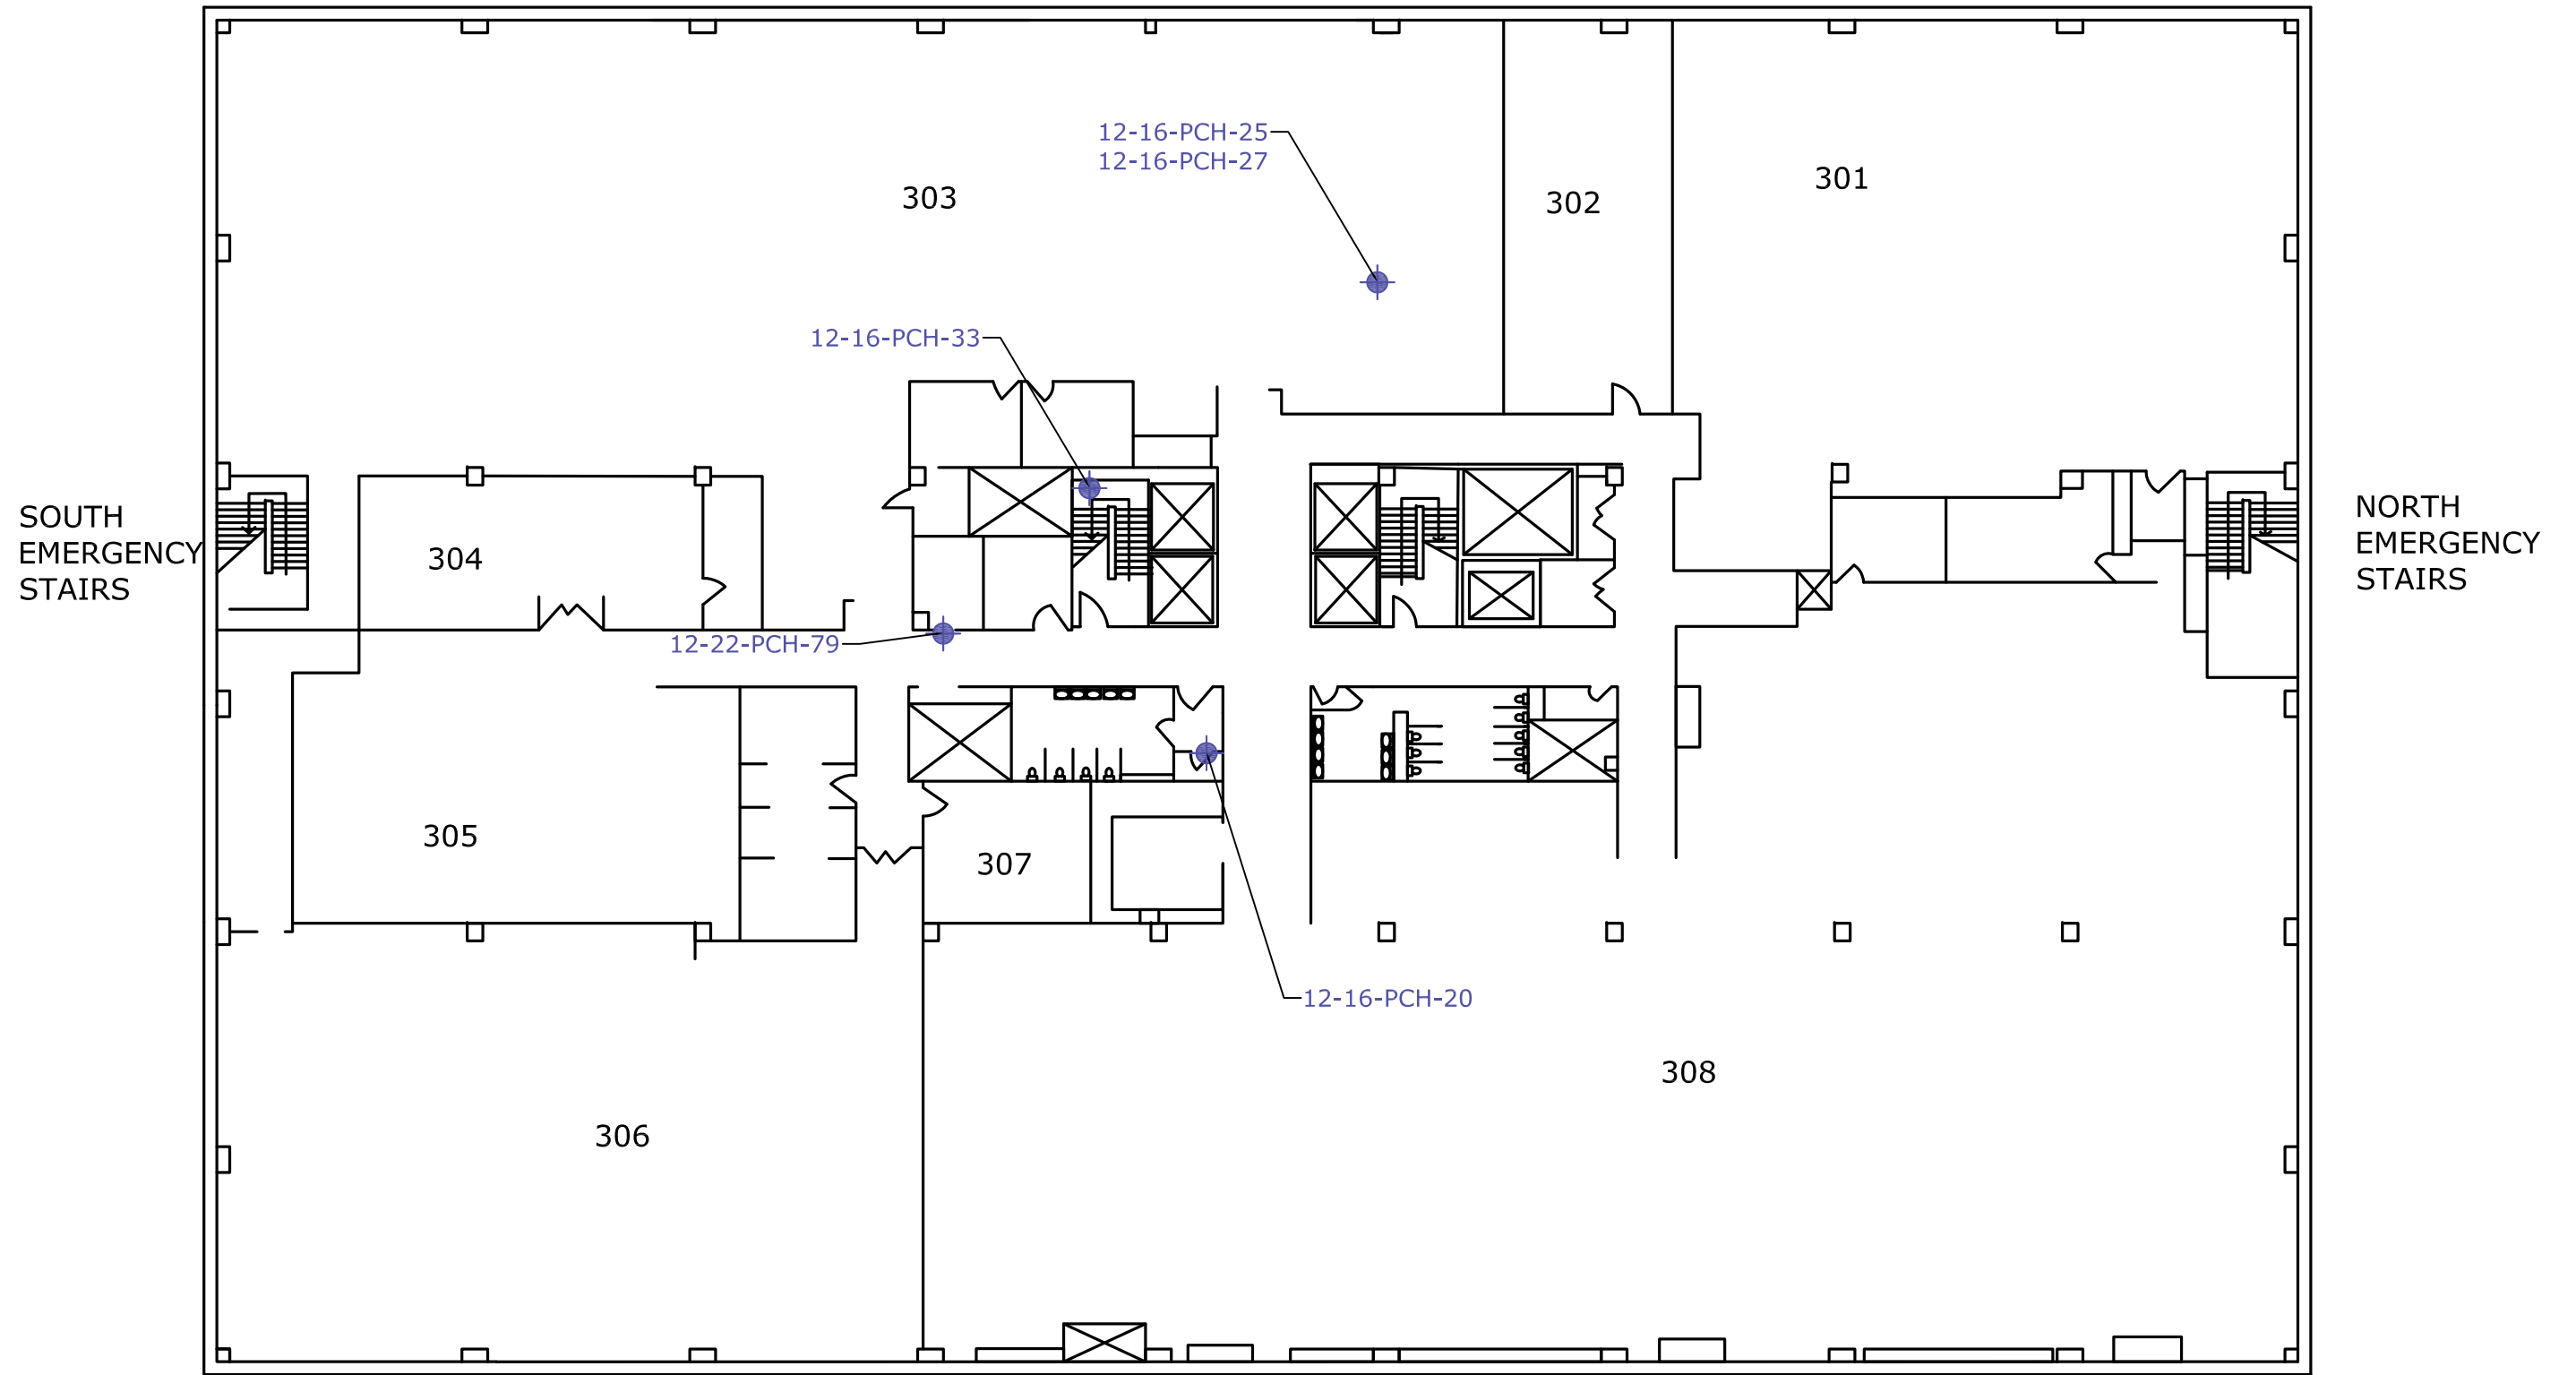 12-16-PCH-25
12-16-PCH-27
303
302
301
12-16-PCH-33
SOUTH
EMERGENCY
STAIRS
304
NORTH
EMERGENCY
STAIRS
12-22-PCH-79
305
307
12-16-PCH-20
308
306